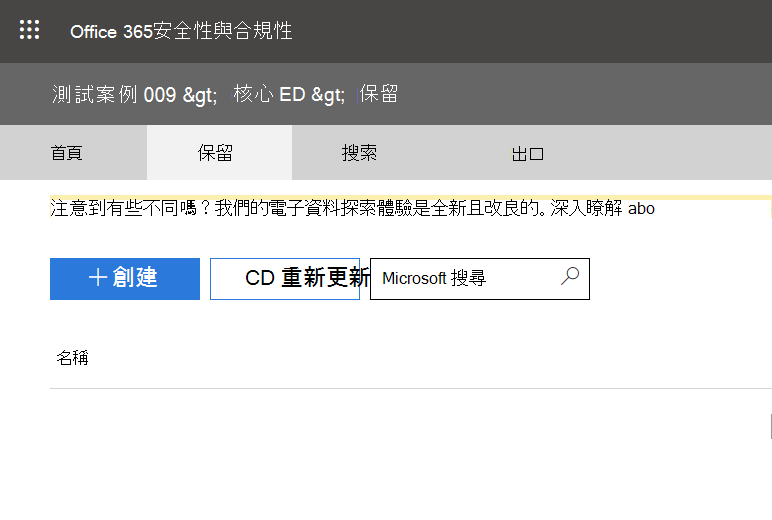 Office 365安全性與合規性
測試案例 009 &gt; 核心 ED &gt; 保留
首頁 保留 搜索 出口
注意到有些不同嗎？我們的電子資料探索體驗是全新且改良的。深入瞭解 abo
＋創建 CD 重新更新 Microsoft 搜尋
名稱